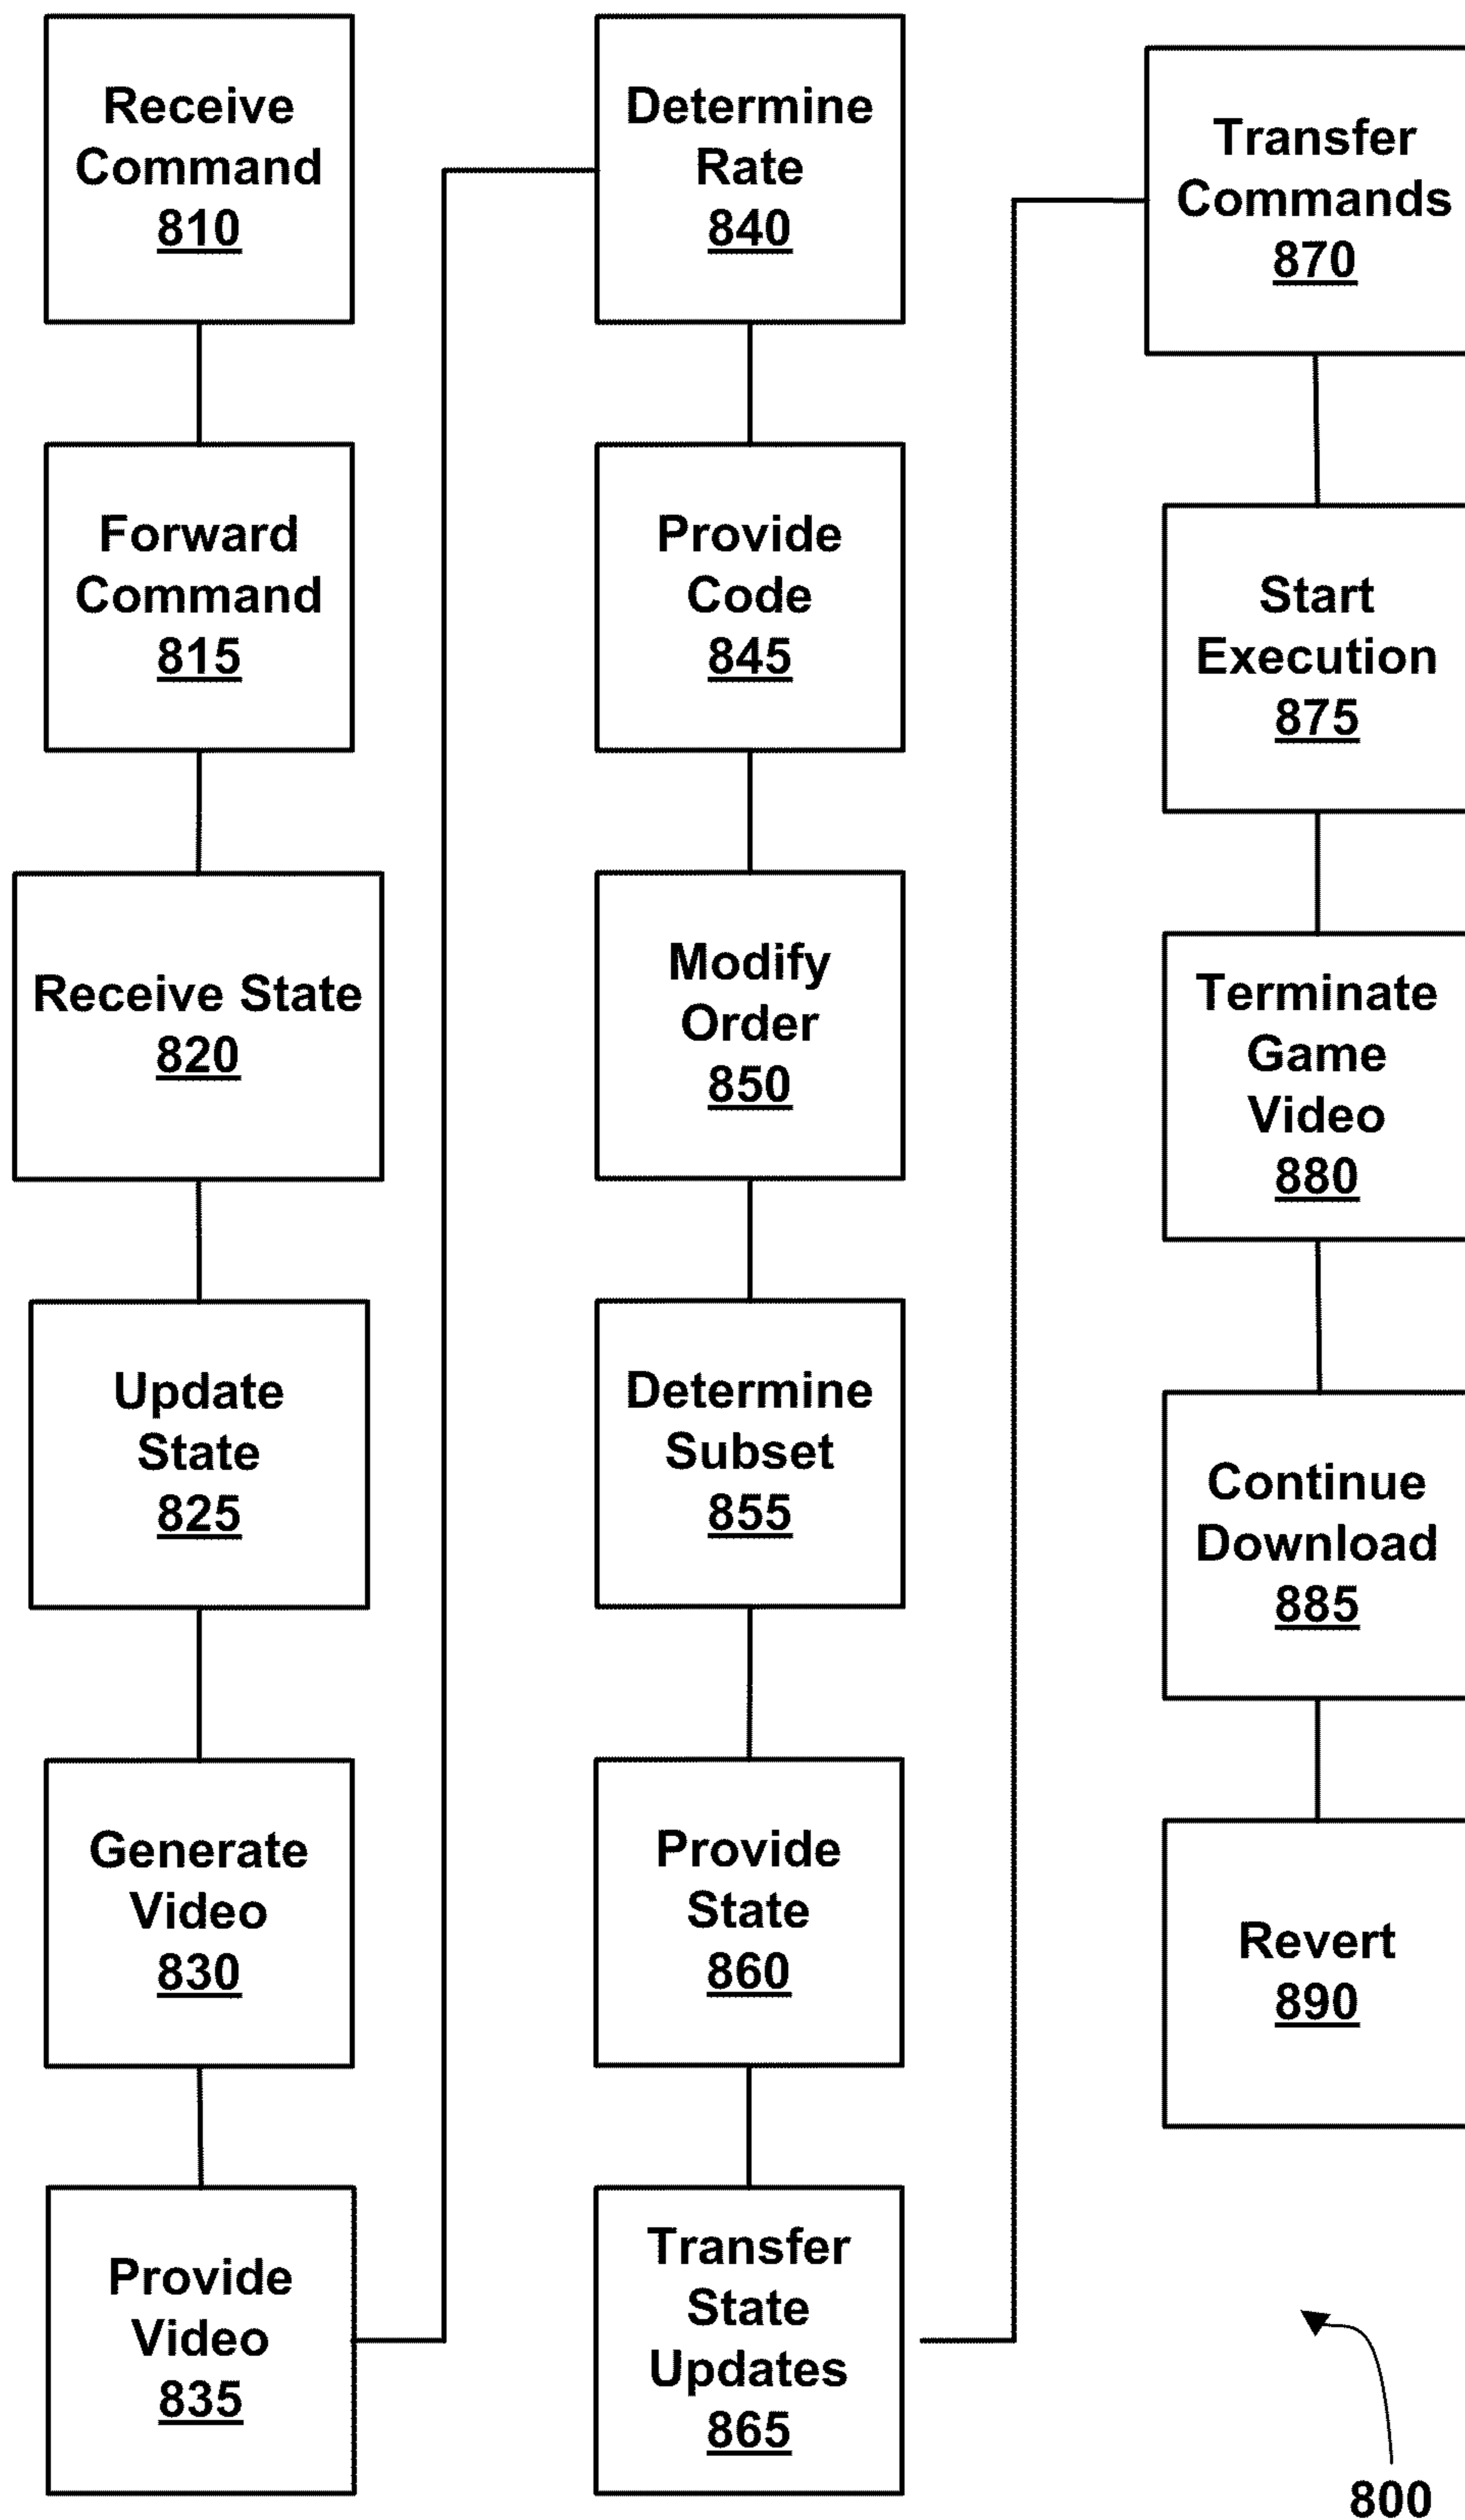 Receive
Command
810
Forward
Command
815
Receive State
820
Update
State
825
Generate
Video
830
Provide
Video
835
Determine
Rate
840
Provide
Code
845
Modify
Order
850
Determine
Subset
855
Provide
State
860
Transfer
State
Updates
865
Transfer
Commands
870
Start
Execution
875
Terminate
Game
Video
880
Continue
Download
885
Revert
890
800